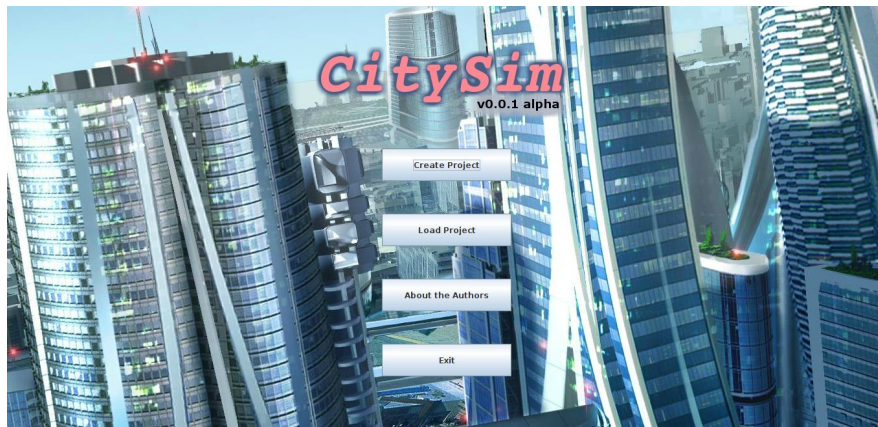 CitySim
v0.0.1 alpha
Create Project
Load Project
About the Authors
Exit